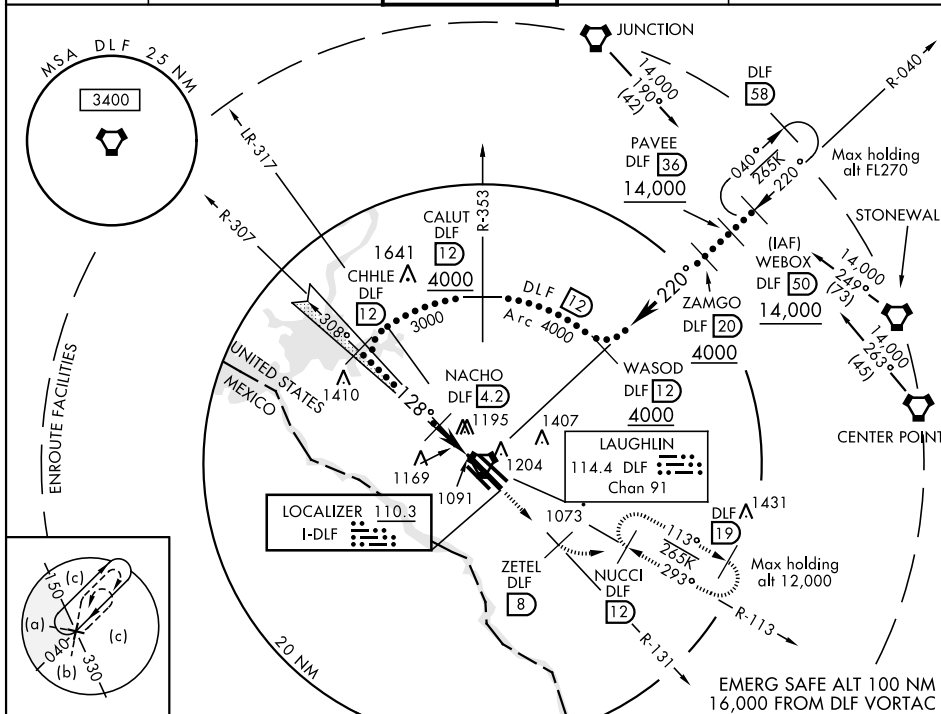 MSA DLF 25 NM
3400
JUNCTION
14,000
190°
(42)
DLF
58
R-040
PAVEE
DLF 36
14,000
040°
265K
220°
Max holding
alt FL270
STONEWAL
(IAF)
WEBOX
DLF 50
14,000
14,000
249°
(73)
14,000
263°
(45)
CENTER POINT
220°
ZAMGO
DLF 20
4000
LR-317
R-307
R-353
CALUT
DLF
12
4000
1641
CHHLE
DLF
12
3000
DLF 12
Arc 4000
WASOD
DLF 12
4000
308°
128°
UNITED STATES
MEXICO
1410
NACHO
DLF 4.2
1195
1407
1204
1169
1091
LAUGHLIN
114.4 DLF
Chan 91
LOCALIZER 110.3
I-DLF
1073
DLF
19
1431
113°
265K
293°
Max holding
alt 12,000
ZETEL
DLF
8
NUCCI
DLF
12
R-113
R-131
ENROUTE FACILITIES
20 NM
150
(c)
(a)
(c)
040
(b)
330
EMERG SAFE ALT 100 NM
16,000 FROM DLF VORTAC